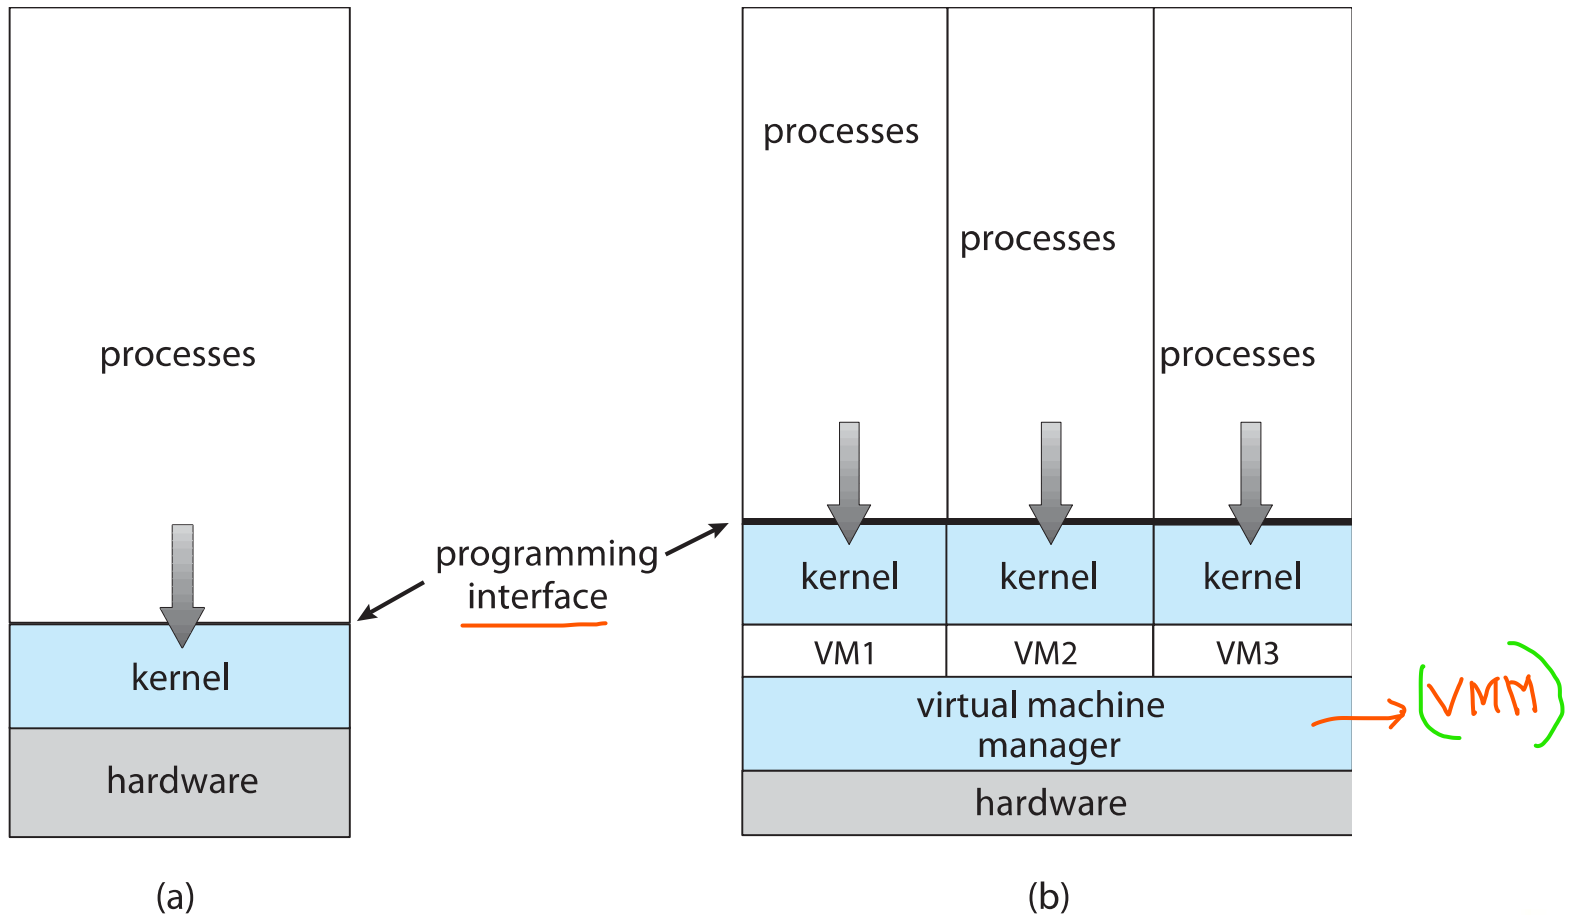 processes
processes
processes
processes
programming
interface
kernel
kernel
kernel
kernel
VM1
VM2
VM3
virtual machine
manager
(VMM)
hardware
hardware
(a)
(b)